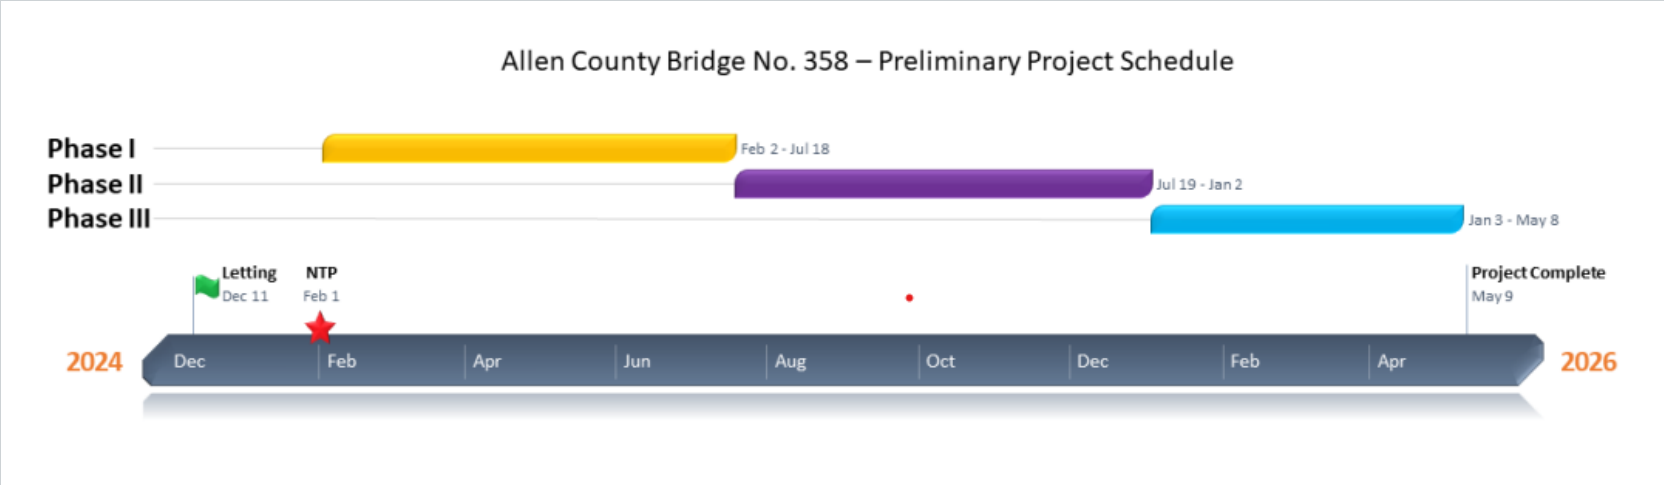 Allen County Bridge No. 358 – Preliminary Project Schedule
Phase I
Feb 2 - Jul 18
Phase II
Jul 19 - Jan 2
Phase III
Jan 3 - May 8
Letting
Dec 11
NTP
Feb 1
Project Complete
May 9
2024 Dec Feb Apr Jun Aug Oct Dec Feb Apr 2026